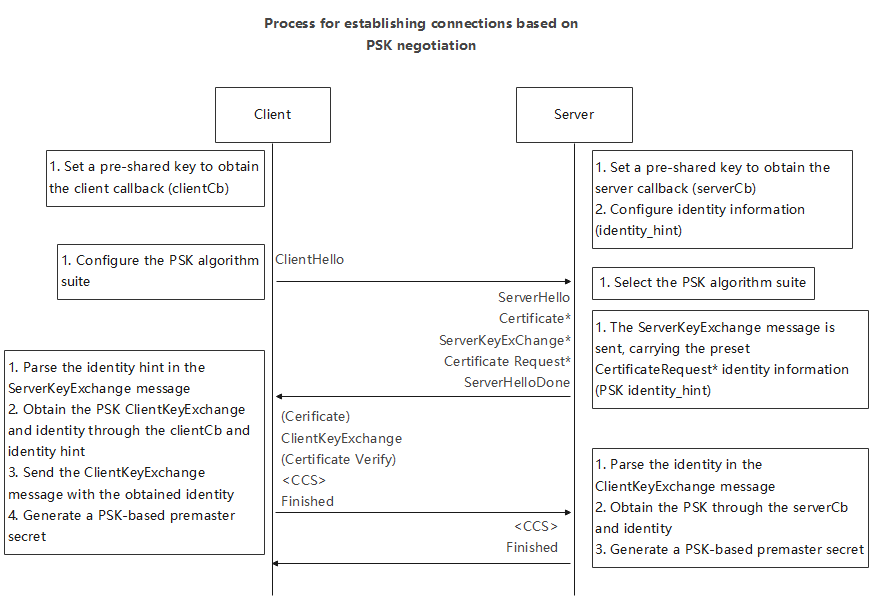 Process for establishing connections based on
PSK negotiation
Client
Server
1. Set a pre-shared key to obtain
the client callback (clientCb)
1. Set a pre-shared key to obtain the
server callback (serverCb)
2. Configure identity information
(identity_hint)
1. Configure the PSK algorithm
suite
ClientHello
1. Select the PSK algorithm suite
ServerHello
Certificate*
ServerKeyExChange*
Certificate Request*
ServerHelloDone
1. The ServerKeyExchange message is
sent, carrying the preset
CertificateRequest* identity information
(PSK identity_hint)
1. Parse the identity hint in the
ServerKeyExchange message
2. Obtain the PSK ClientKeyExchange
and identity through the clientCb and
identity hint
3. Send the ClientKeyExchange
message with the obtained identity
4. Generate a PSK-based premaster
secret
(Cerificate)
ClientKeyExchange
(Certificate Verify)
<CCS>
Finished
1. Parse the identity in the
ClientKeyExchange message
2. Obtain the PSK through the serverCb
and identity
3. Generate a PSK-based premaster secret
<CCS>
Finished